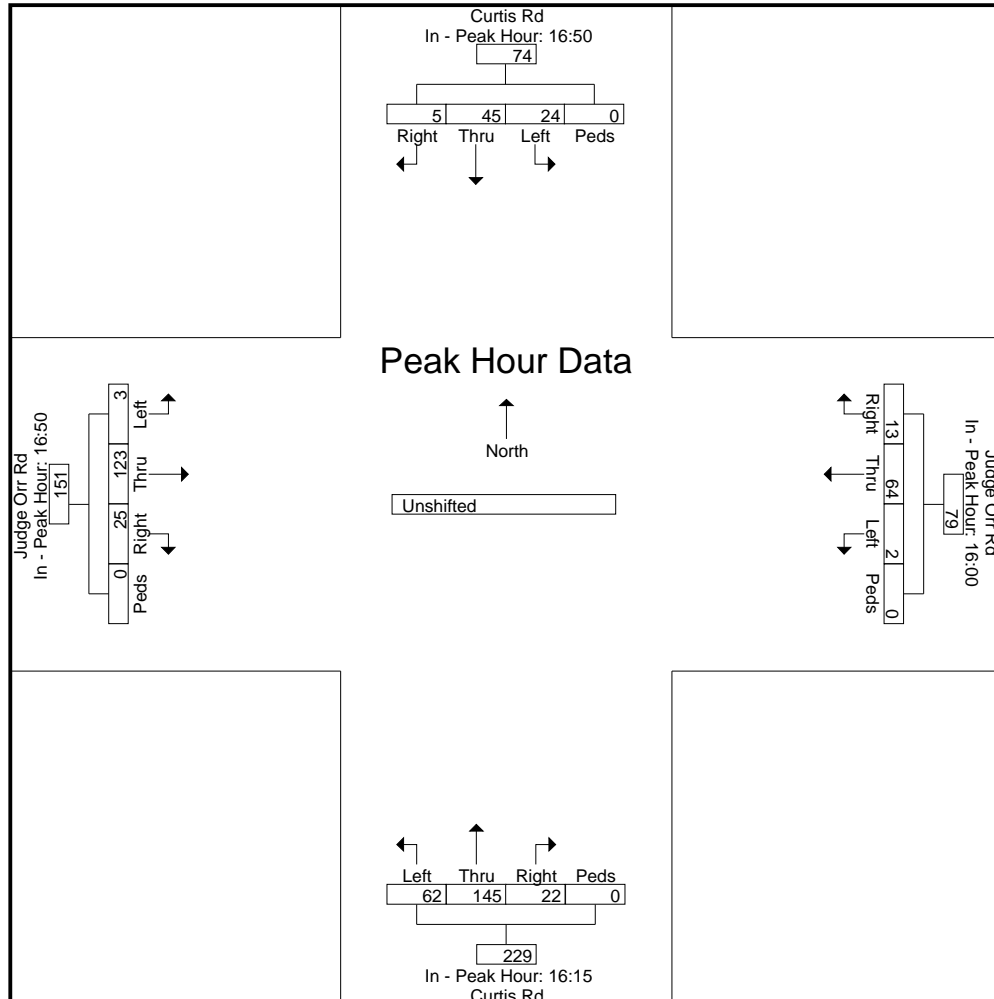 Curtis Rd
In - Peak Hour: 16:50
74
5 45 24 0
Right Thru Left Peds
Peak Hour Data
North
Unshifted
Judge Orr Rd
In - Peak Hour: 16:50
151
3 123 25 0
Left Thru Right Peds
Judge Orr Rd
In - Peak Hour: 16:00
79
13 64 2 0
Right Thru Left Peds
Left Thru Right Peds
62 145 22 0
229
In - Peak Hour: 16:15
Curtis Rd